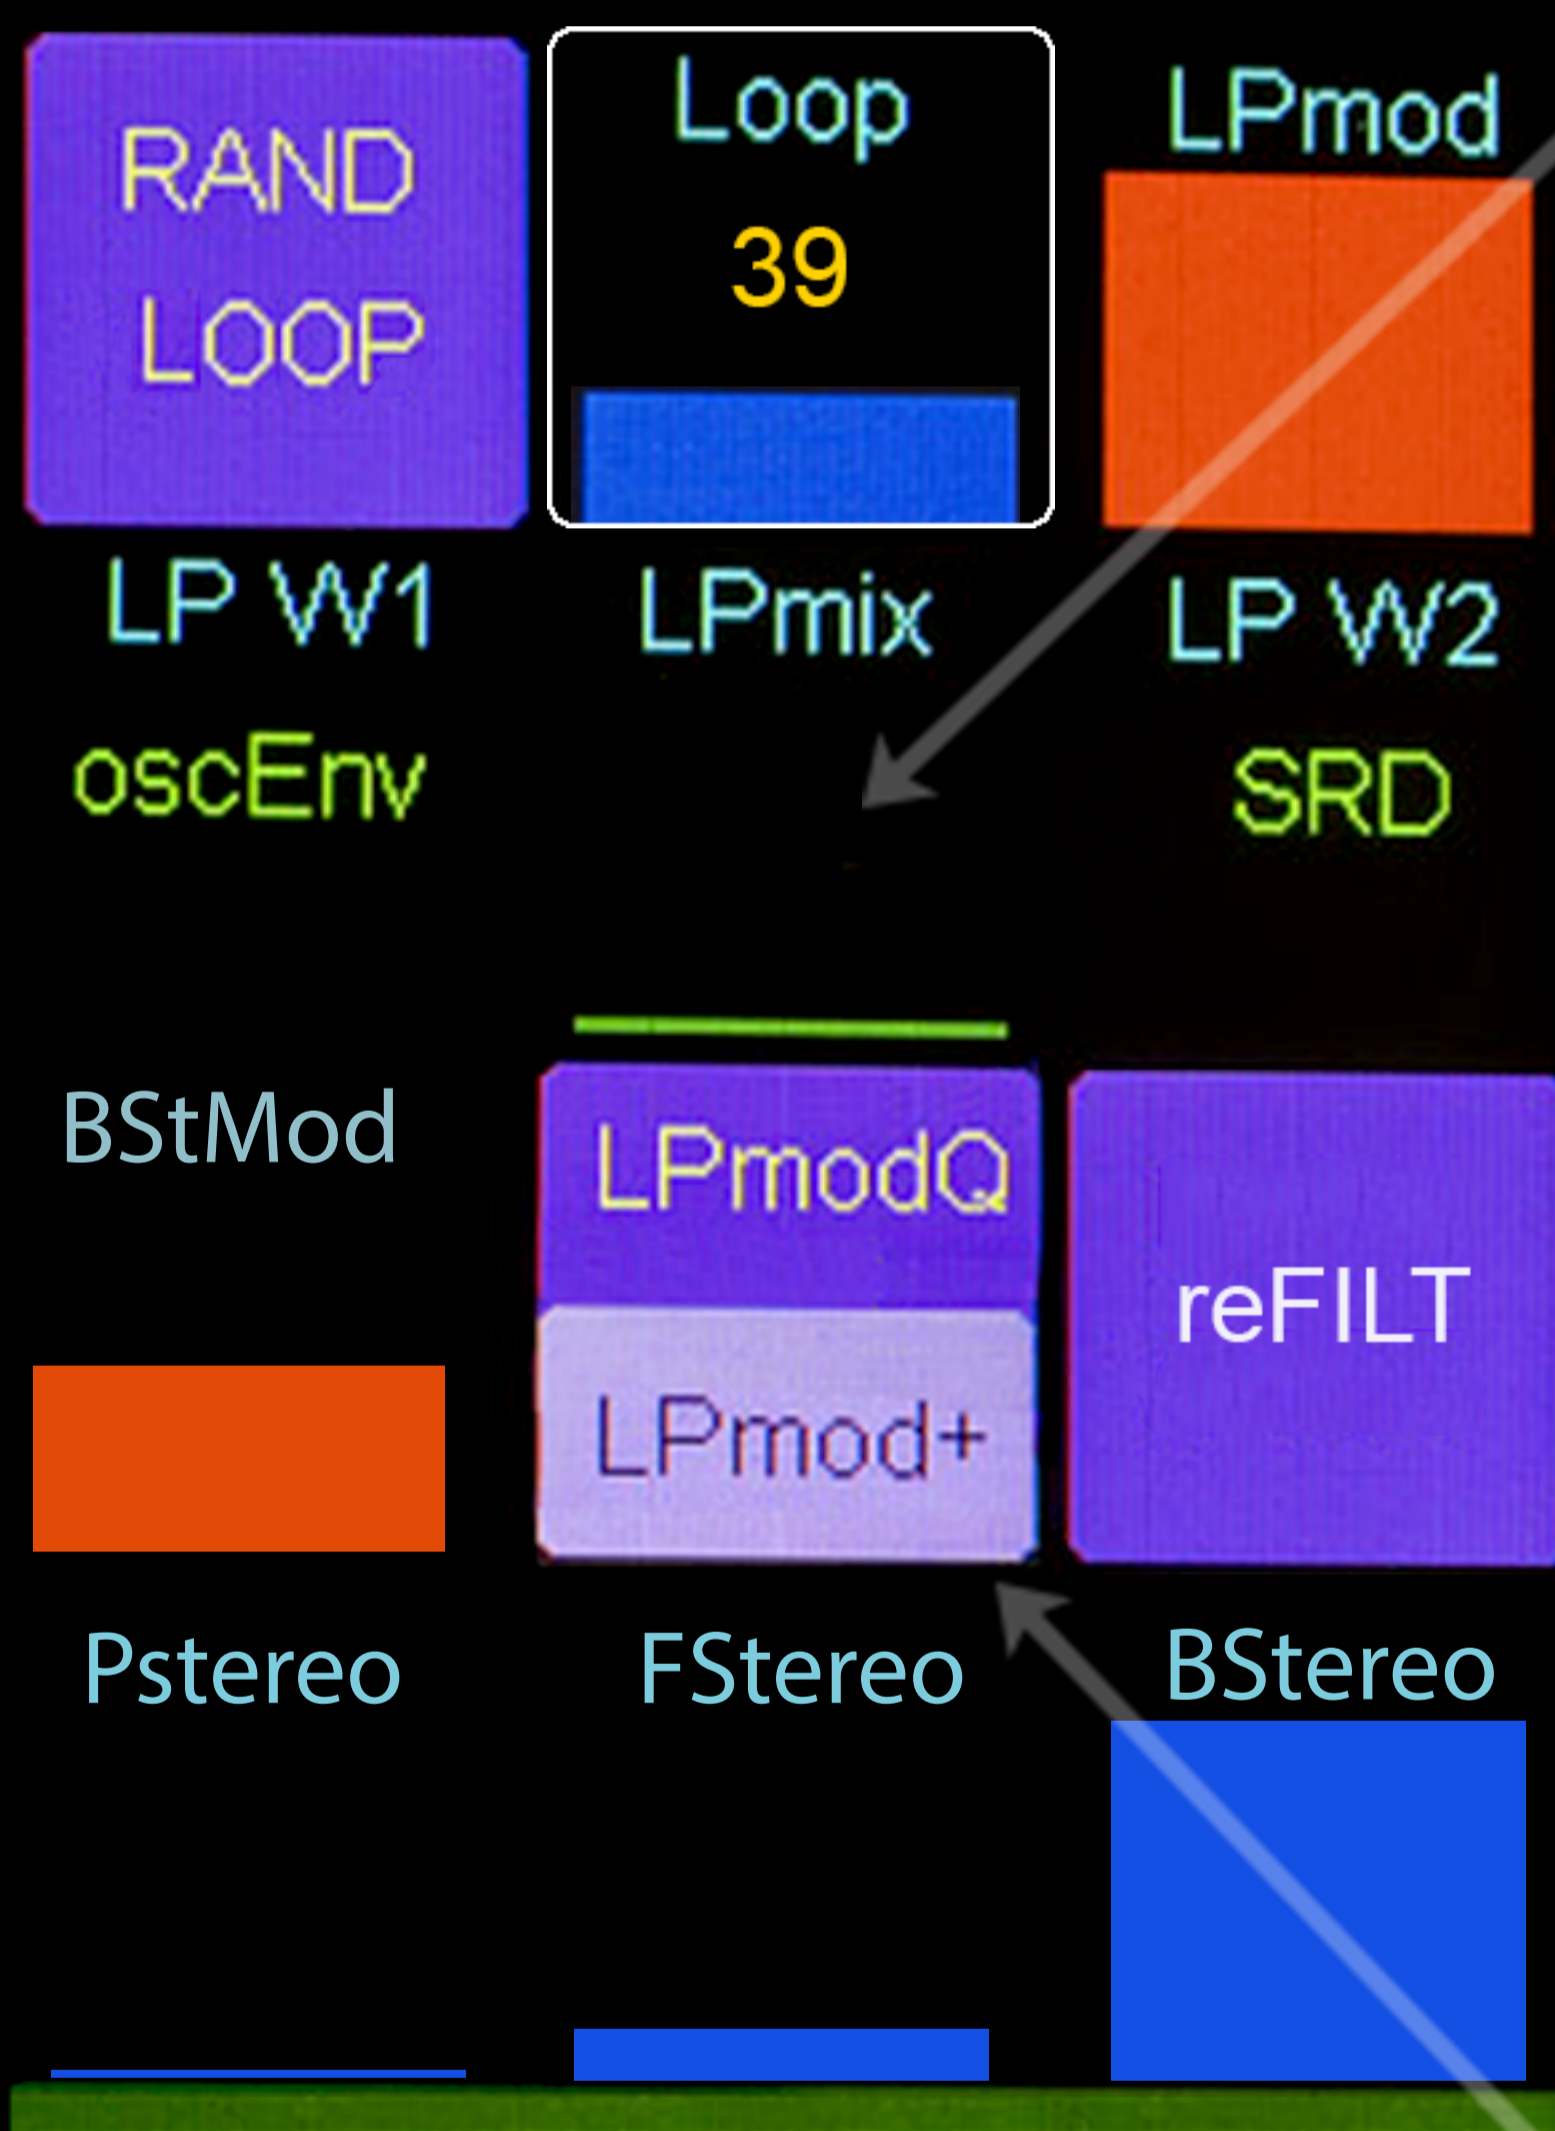 RAND
LOOP
Loop
39
LPmod
LP W1
LPmix
LP W2
oscEnv
SRD
BStMod
LPmodQ
LPmod+
reFILT
Pstereo
FStereo
BStereo